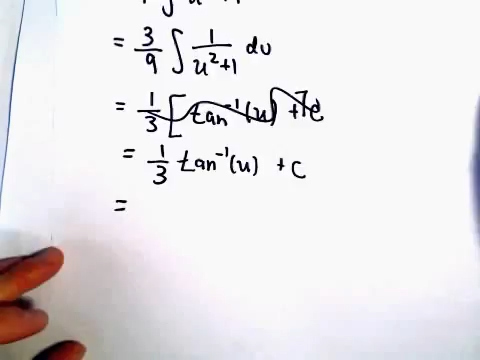 = 3/9 ∫ 1/(u²+1) du
= 1/3 [tan⁻¹(u) + C]
= 1/3 tan⁻¹(u) + C
=